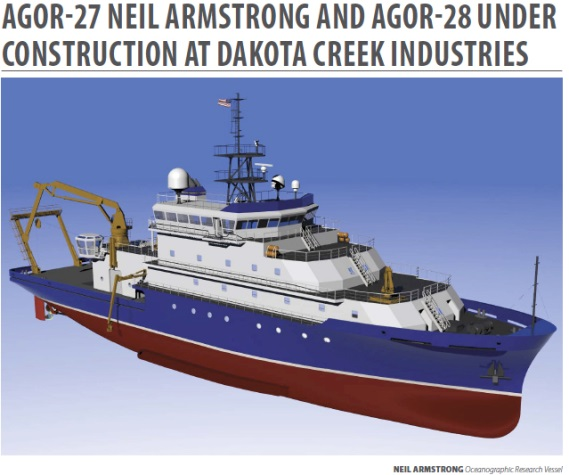 AGOR-27 NEIL ARMSTRONG AND AGOR-28 UNDER
CONSTRUCTION AT DAKOTA CREEK INDUSTRIES
NEIL ARMSTRONG Oceanographic Research Vessel